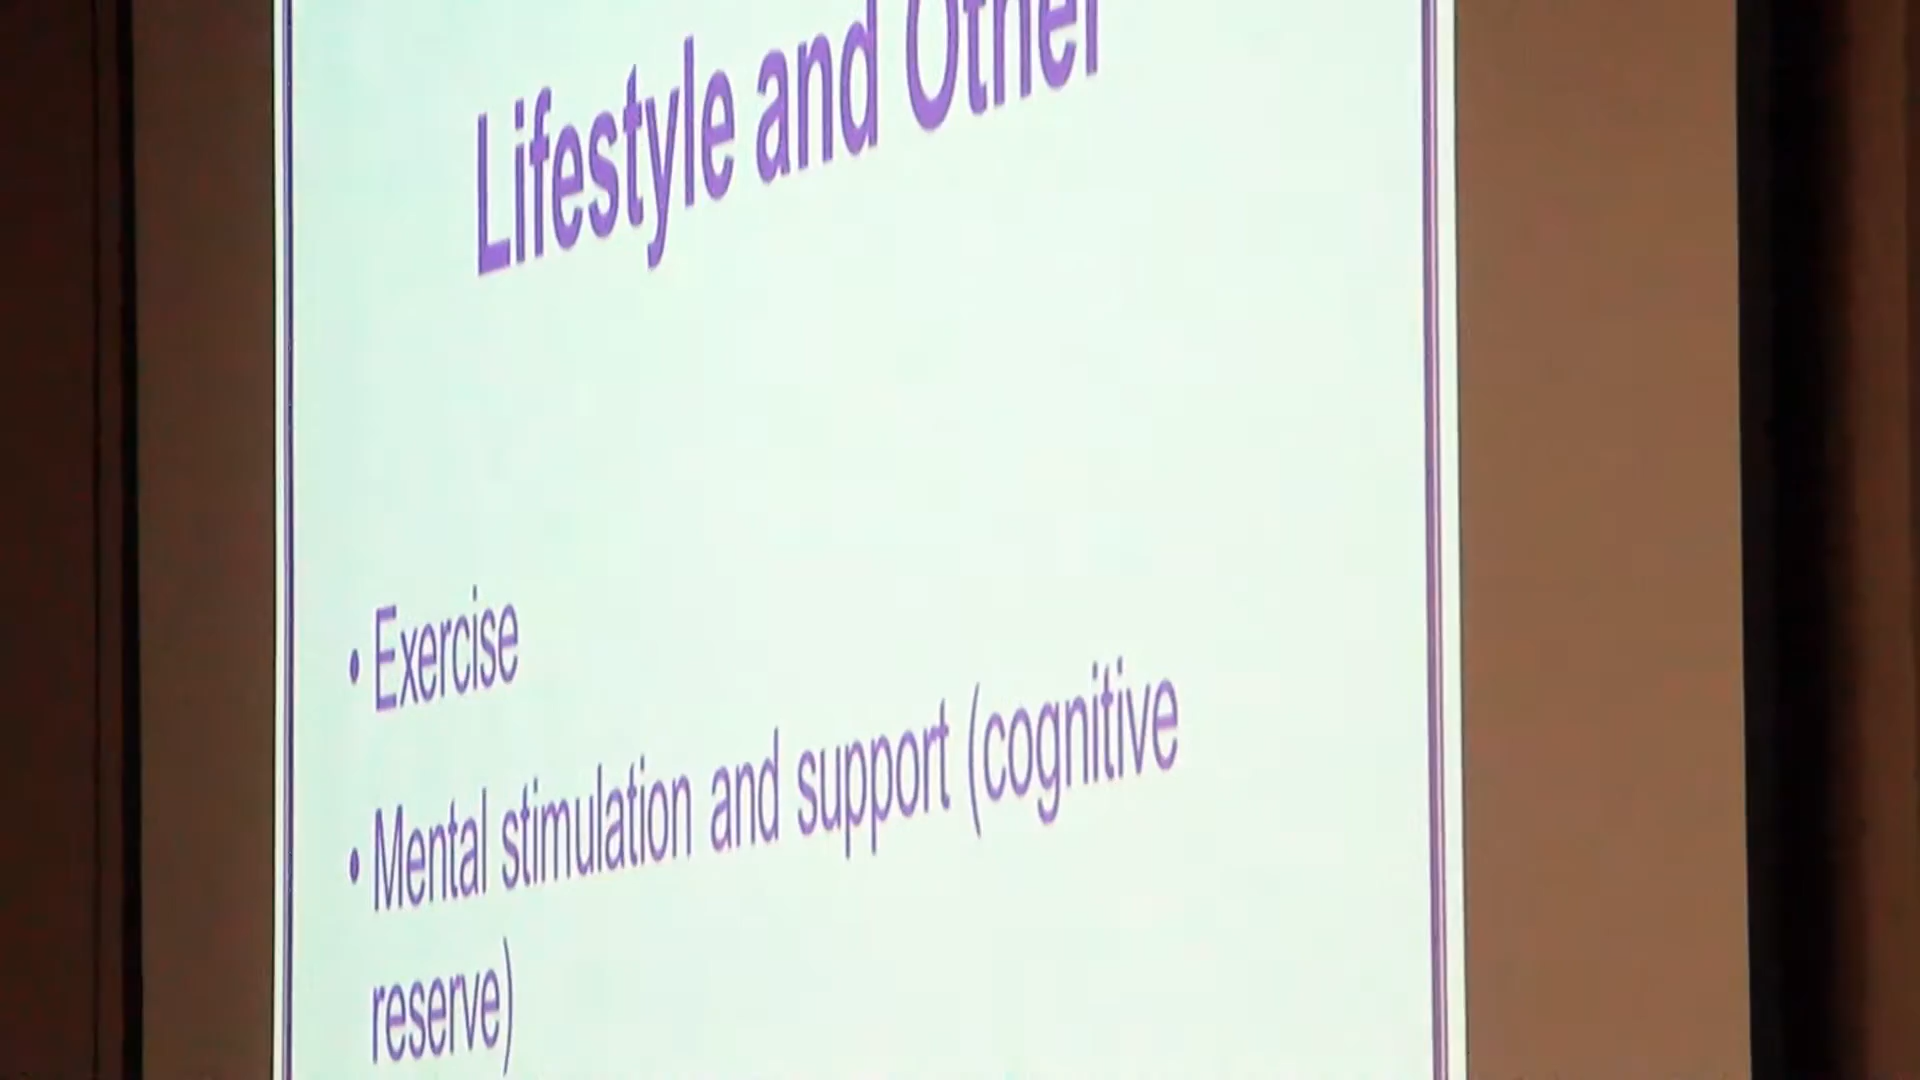 Lifestyle and Other
• Exercise
• Mental stimulation and support (cognitive
reserve)